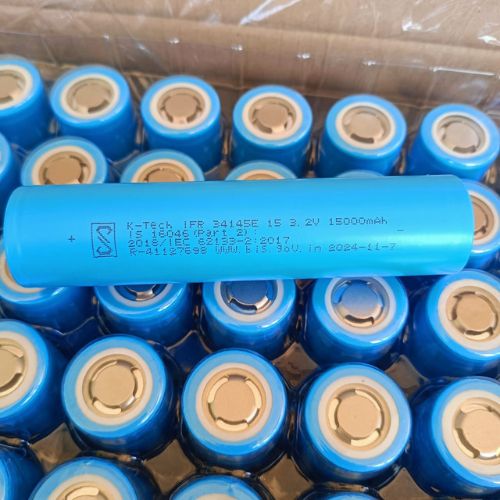 K-Tech IFR 34145E 15 3.2V 15000mAh
IS 16046(Part 2):
2018/IEC 62133-2:2017
R-41127698 www.bis.gov.in 2024-11-7